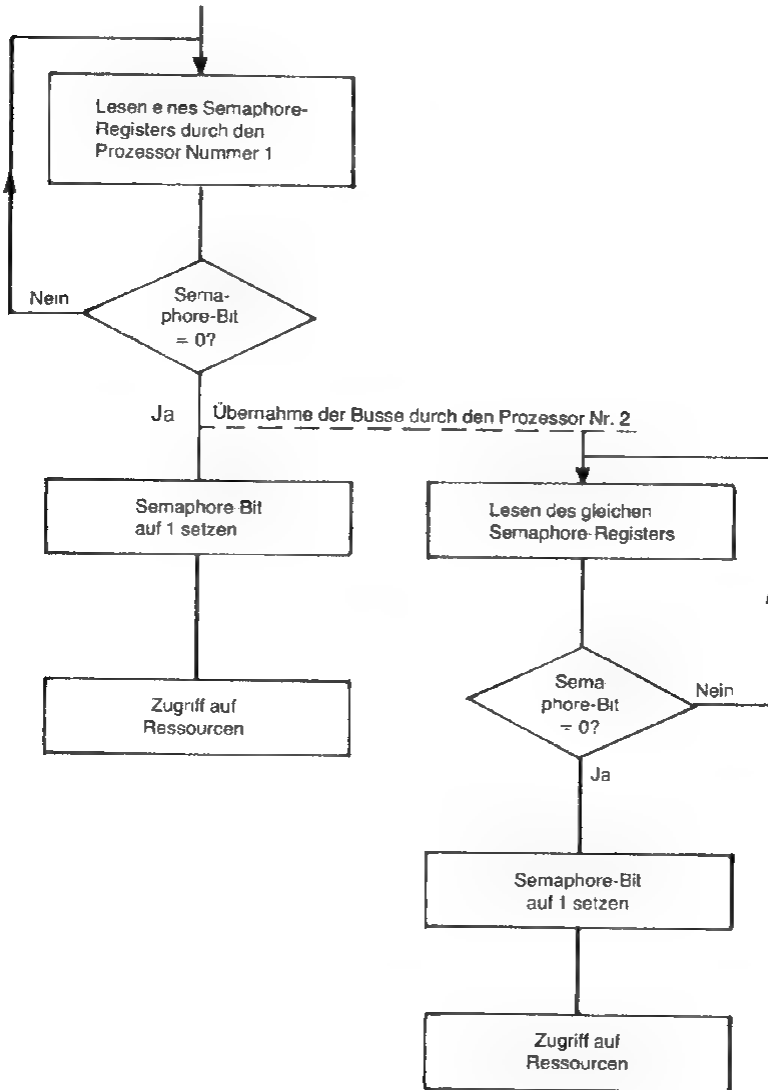 Lesen e nes Semaphore-
Registers durch den
Prozessor Nummer 1
Nein
Sema-
phore-Bit
= 0?
Ja
Übernahme der Busse durch den Prozessor Nr. 2
Semaphore Bit
auf 1 setzen
Zugriff auf
Ressourcen
Lesen des gleichen
Semaphore-Registers
Sema
phore-Bit
= 0?
Nein
Ja
Semaphore-Bit
auf 1 setzen
Zugriff auf
Ressourcen